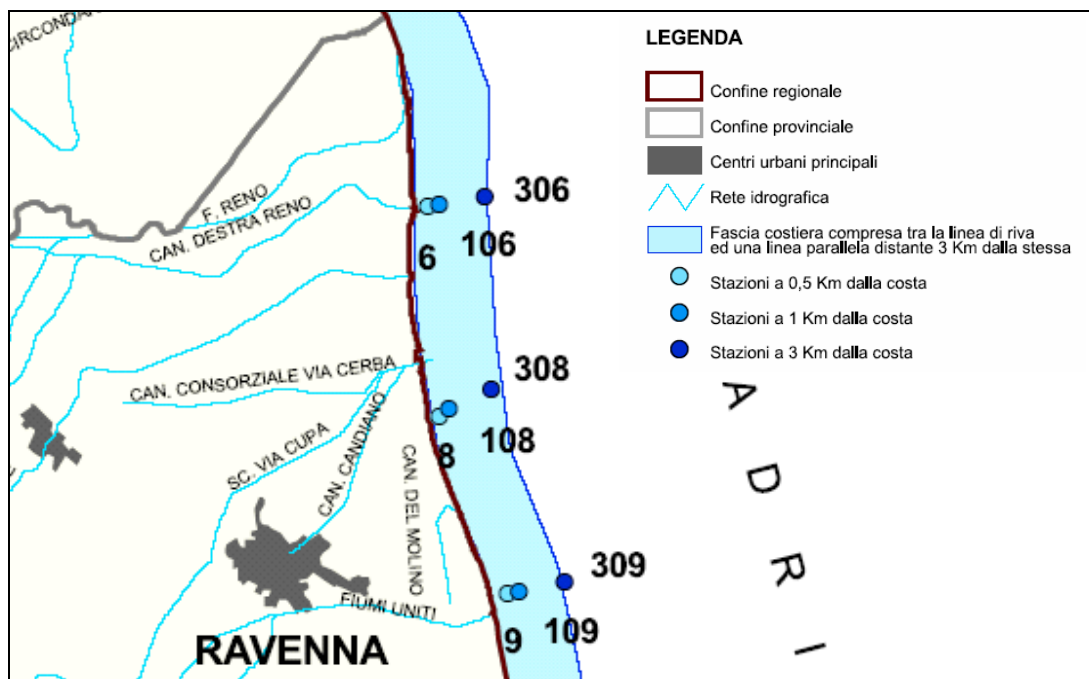 CIRCONDAR
F. RENO
CAN. DESTRA RENO
CAN. CONSORZIALE VIA CERBA
SC. VIA CUPA
CAN. CANDIANO
CAN. DEL MOLINO
FIUMI UNITI
RAVENNA
306
6
106
308
8
108
309
9
109
LEGENDA
Confine regionale
Confine provinciale
Centri urbani principali
Rete idrografica
Fascia costiera compresa tra la linea di riva
ed una linea parallela distante 3 Km dalla stessa
Stazioni a 0,5 Km dalla costa
Stazioni a 1 Km dalla costa
Stazioni a 3 Km dalla costa
A D R I